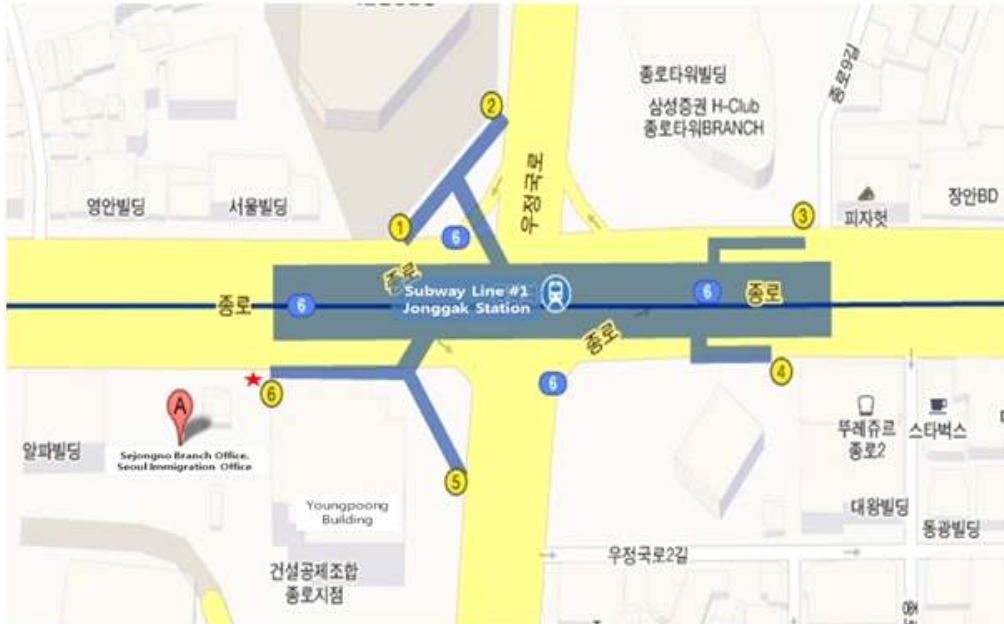 2
종로타워빌딩
삼성증권 H-Club
종로타워BRANCH
종로9길
우정국로
영안빌딩
서울빌딩
1
6
3
피자헛
장안BD
종로
6
종로
Subway Line #1
Jonggak Station
6
종로
종로
6
4
6
A
알파빌딩
Sejongno Branch Office,
Seoul Immigration Office
5
뚜레쥬르
종로2
스타벅스
Youngpoong
Building
대왕빌딩
동광빌딩
우정국로2길
건설공제조합
종로지점